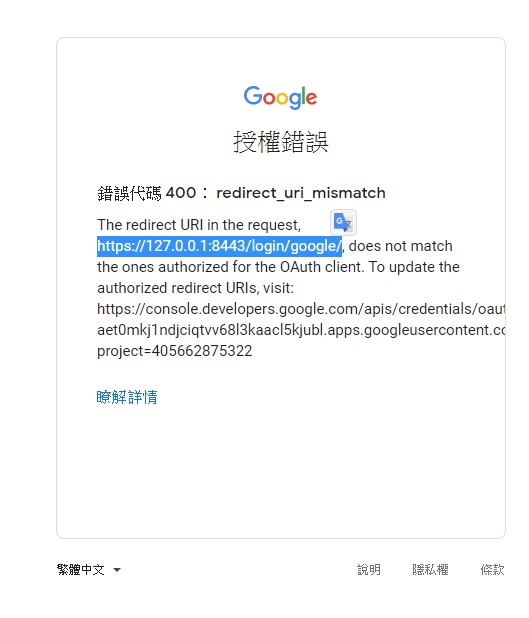 Google
授權錯誤
錯誤代碼 400： redirect_uri_mismatch
The redirect URI in the request,
https://127.0.0.1:8443/login/google/, does not match
the ones authorized for the OAuth client. To update the
authorized redirect URIs, visit:
https://console.developers.google.com/apis/credentials/oaut
aet0mkj1ndjciqtvv68l3kaacl5kjubl.apps.googleusercontent.co
project=405662875322
瞭解詳情
繁體中文
說明 隱私權 條款